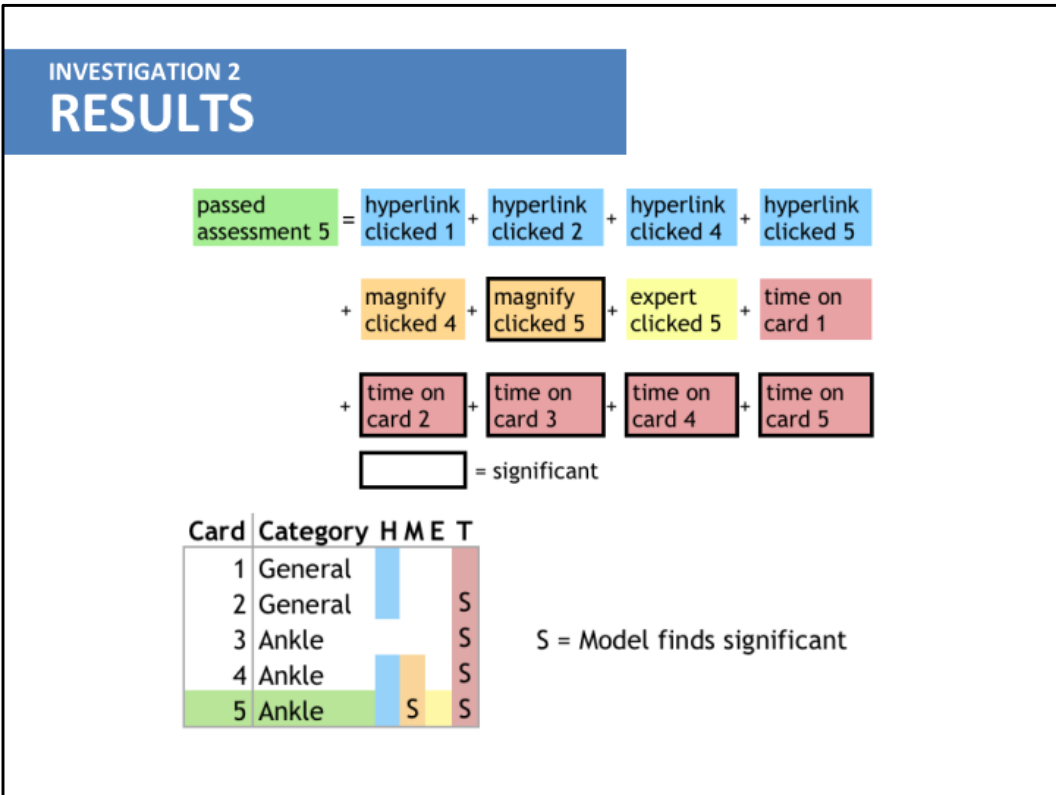 INVESTIGATION 2
RESULTS
passed assessment 5 = hyperlink clicked 1 + hyperlink clicked 2 + hyperlink clicked 4 + hyperlink clicked 5
+ magnify clicked 4 + magnify clicked 5 + expert clicked 5 + time on card 1
+ time on card 2 + time on card 3 + time on card 4 + time on card 5
= significant
Card Category H M E T
1 General
2 General S
3 Ankle S
S = Model finds significant
4 Ankle S
5 Ankle S S